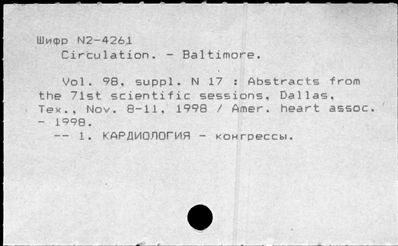 Шифр N2-4261
Circulation. - Baltimore.
Vol. 98, suppl. N 17 : Abstracts from
the 71st scientific sessions, Dallas,
Tex., Nov. 8-11, 1998 / Amer. heart assoc.
- 1998.
-- 1. КАРДИОЛОГИЯ - конгрессы.